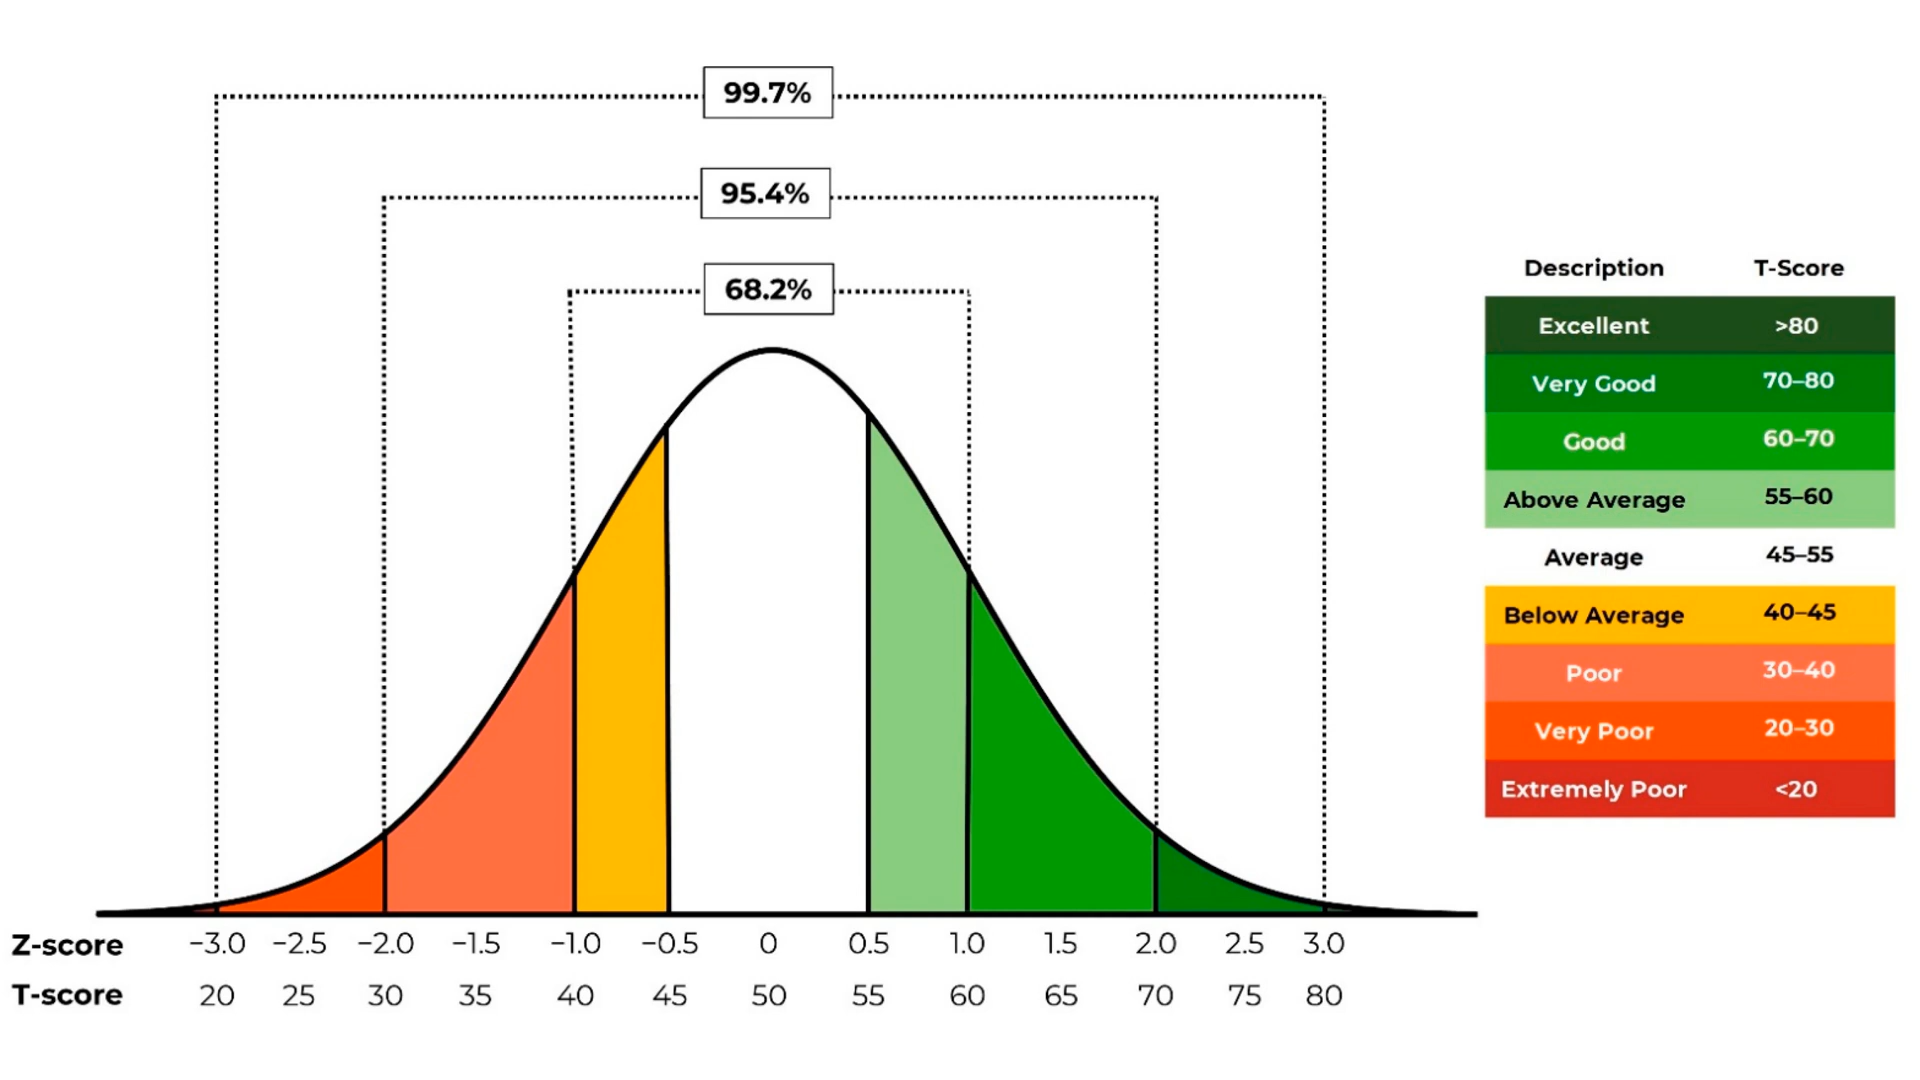 99.7%
95.4%
68.2%
Description T-Score
Excellent >80
Very Good 70–80
Good 60–70
Above Average 55–60
Average 45–55
Below Average 40–45
Poor 30–40
Very Poor 20–30
Extremely Poor <20
Z-score −3.0 −2.5 −2.0 −1.5 −1.0 −0.5 0 0.5 1.0 1.5 2.0 2.5 3.0
T-score 20 25 30 35 40 45 50 55 60 65 70 75 80